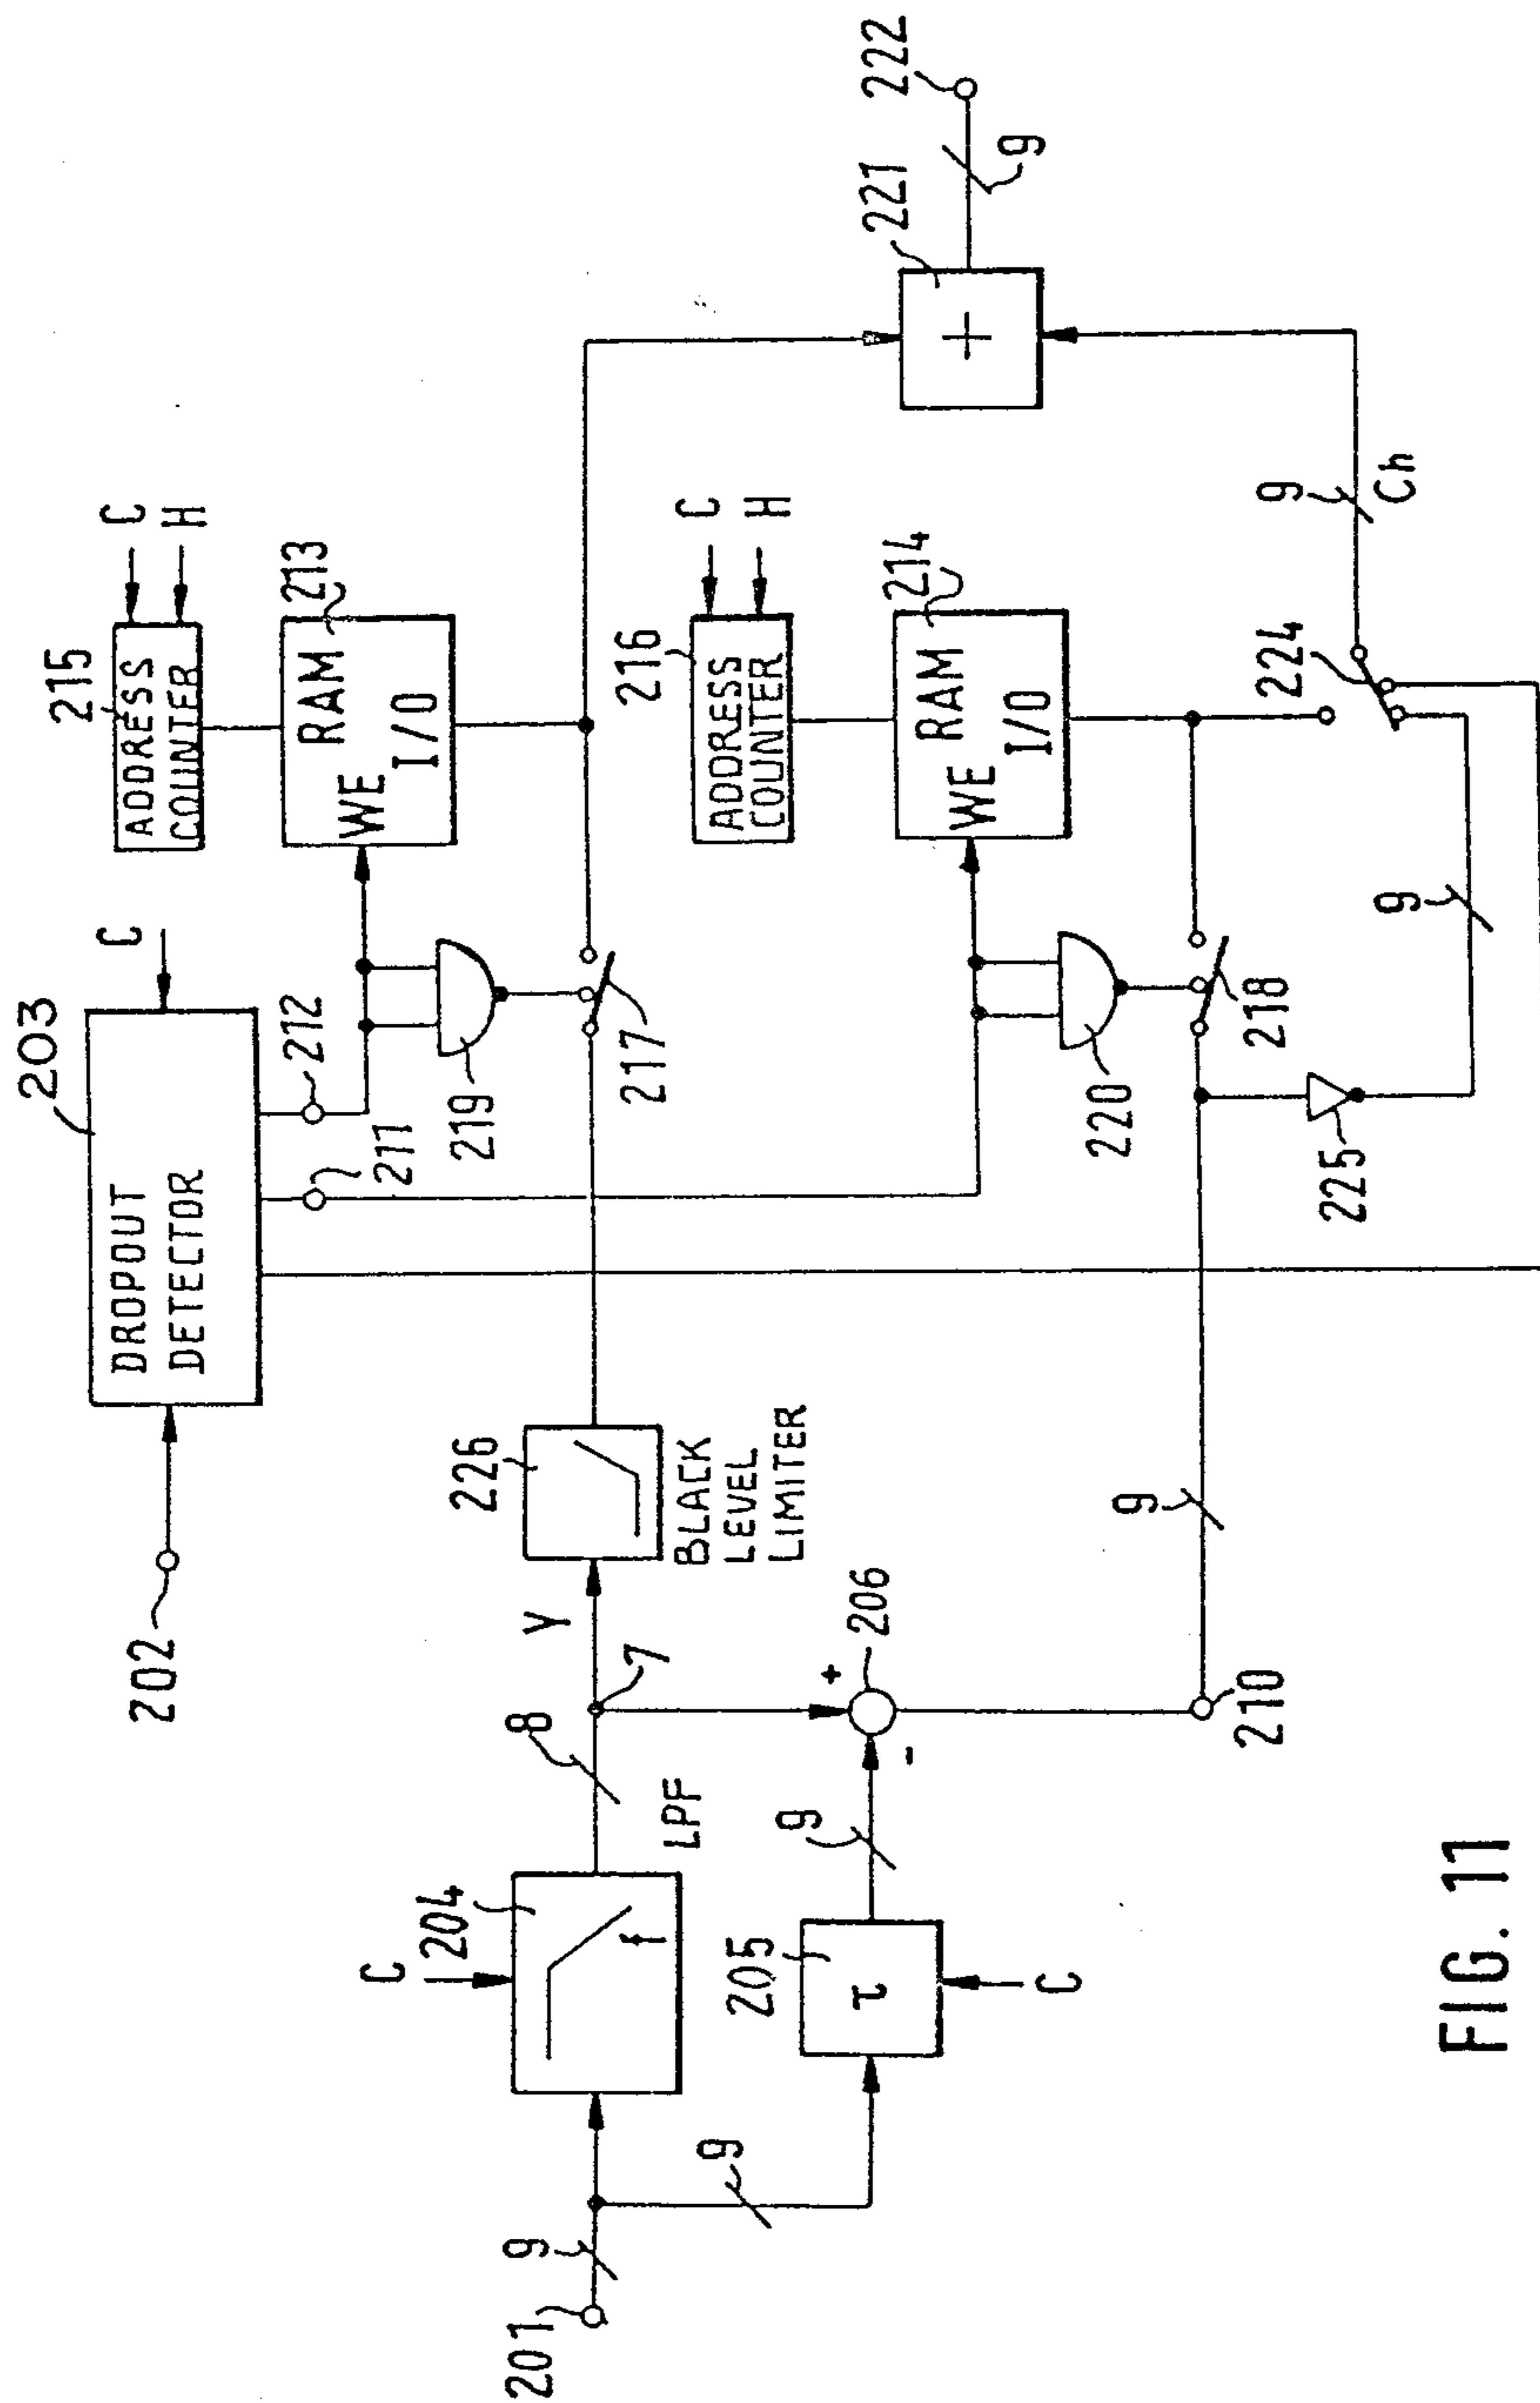 203
C
DROPOUT
DETECTOR
202
212
211
215
ADDRESS
COUNTER
C
H
213
RAM
WE
I/O
219
217
226
BLACK
LEVEL
LIMITER
Y
7
8
204
C
f
LPF
201
9
9
205
τ
C
9
206
+
-
210
9
216
ADDRESS
COUNTER
C
H
214
RAM
WE
I/O
220
218
225
9
224
9
Ch
221
+
222
9
FIG. 11